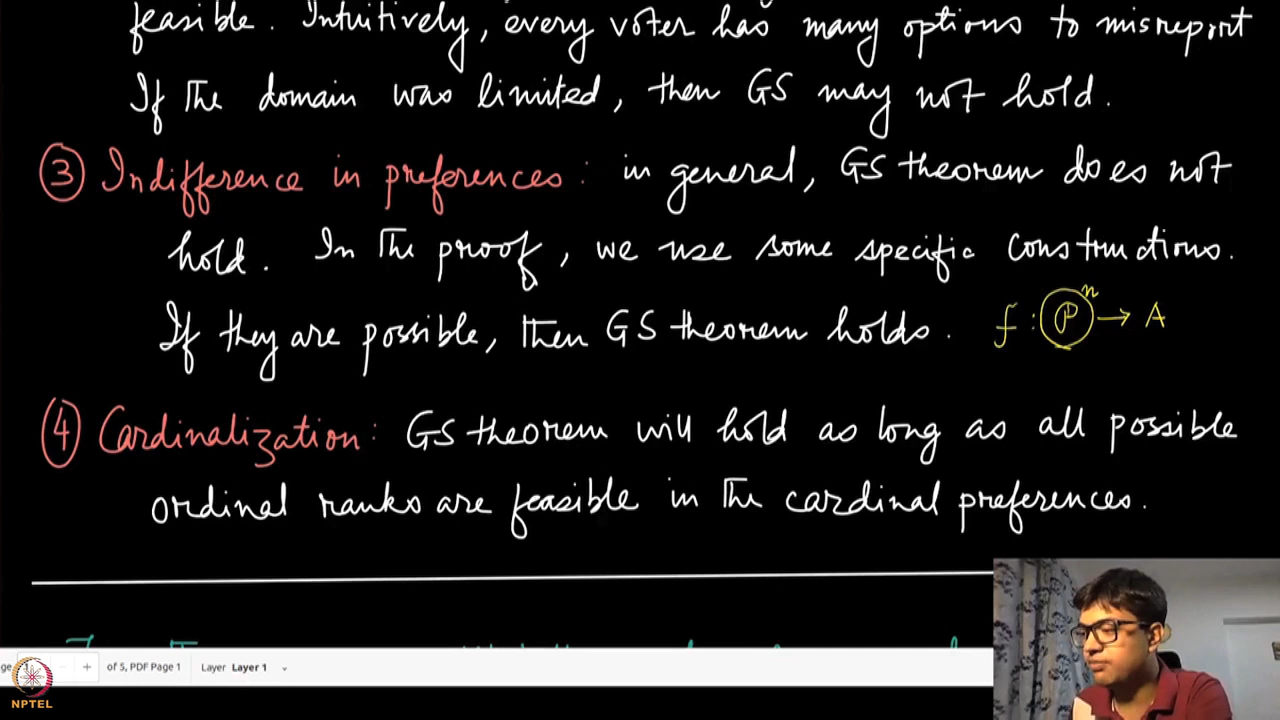 feasible. Intuitively, every voter has many options to misreport
If the domain was limited, then GS may not hold.
③ Indifference in preferences: in general, GS theorem does not
hold. In the proof, we use some specific constructions.
If they are possible, then GS theorem holds. f: P^n → A
④ Cardinalization: GS theorem will hold as long as all possible
ordinal ranks are feasible in the cardinal preferences.
of 5, PDF Page 1 Layer Layer 1
NPTEL